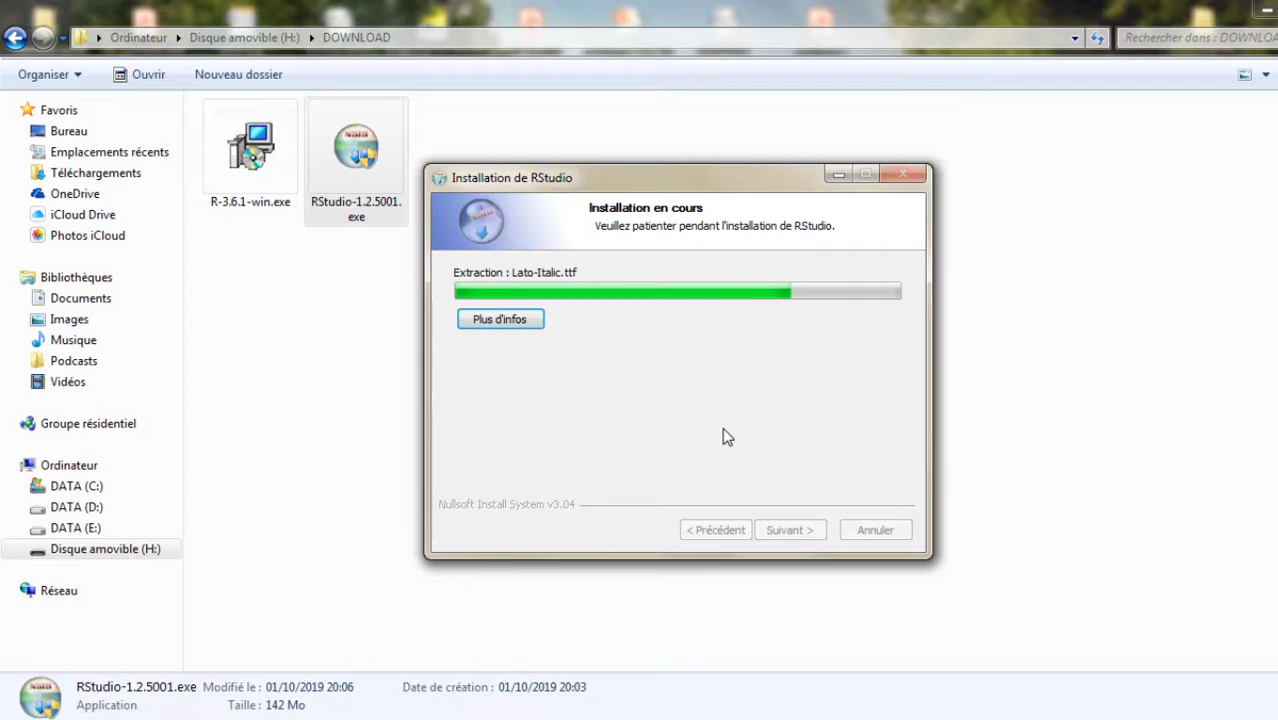 Ordinateur
Disque amovible (H:)
DOWNLOAD
Rechercher dans : DOWNLOA
Organiser
Ouvrir
Nouveau dossier
Favoris
Bureau
Emplacements récents
Téléchargements
OneDrive
iCloud Drive
Photos iCloud
Bibliothèques
Documents
Images
Musique
Podcasts
Vidéos
Groupe résidentiel
Ordinateur
DATA (C:)
DATA (D:)
DATA (E:)
Disque amovible (H:)
Réseau
R-3.6.1-win.exe
RStudio-1.2.5001.
exe
Installation de RStudio
Installation en cours
Veuillez patienter pendant l'installation de RStudio.
Extraction : Lato-Italic.ttf
Plus d'infos
Nullsoft Install System v3.04
< Précédent
Suivant >
Annuler
RStudio-1.2.5001.exe
Modifié le : 01/10/2019 20:06
Date de création : 01/10/2019 20:03
Application
Taille : 142 Mo